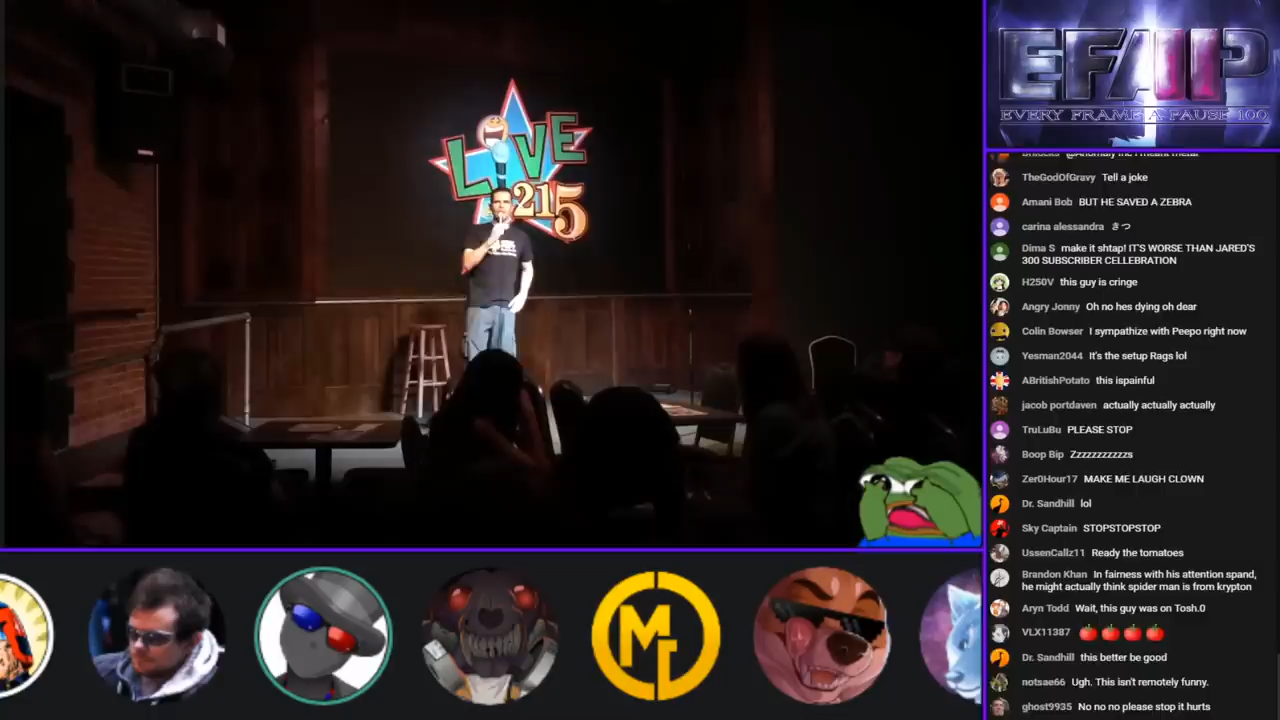 LOVE
215
EFAP
EVERY FRAME A PAUSE 100
TheGodOfGravy Tell a joke
Amani Bob BUT HE SAVED A ZEBRA
carina alessandra きつ
Dima S make it shtap! IT'S WORSE THAN JARED'S
300 SUBSCRIBER CELLEBRATION
H250V this guy is cringe
Angry Jonny Oh no hes dying oh dear
Colin Bowser I sympathize with Peepo right now
Yesman2044 It's the setup Rags lol
ABritishPotato this ispainful
jacob portdaven actually actually actually
TruLuBu PLEASE STOP
Boop Bip Zzzzzzzzzzs
Zer0Hour17 MAKE ME LAUGH CLOWN
Dr. Sandhill lol
Sky Captain STOPSTOPSTOP
UssenCallz11 Ready the tomatoes
Brandon Khan In fairness with his attention span,
he might actually think spider man is from krypton
Aryn Todd Wait, this guy was on Tosh.0
VLX11387 🍅🍅🍅🍅
Dr. Sandhill this better be good
notsae66 Ugh. This isn't remotely funny.
ghost9935 No no no please stop it hurts